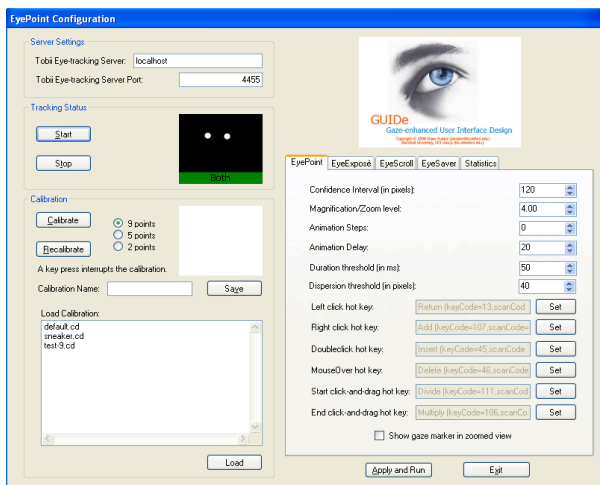 EyePoint Configuration
Server Settings
Tobii Eye-tracking Server: localhost
Tobii Eye-tracking Server Port: 4455
Tracking Status
Start
Stop
Both
Calibration
Calibrate
9 points
5 points
2 points
Recalibrate
A key press interrupts the calibration.
Calibration Name:
Save
Load Calibration:
default.cd
sneaker.cd
test-9.cd
Load
GUIDe
Gaze-enhanced User Interface Design
EyePoint EyeExposé EyeScroll EyeSaver Statistics
Confidence Interval (in pixels): 120
Magnification/Zoom level: 4.00
Animation Steps: 0
Animation Delay: 20
Duration threshold (in ms): 50
Dispersion threshold (in pixels): 40
Left click hot key: Return (keyCode=13,scanCod Set
Right click hot key: Add (keyCode=107,scanCode= Set
Doubleclick hot key: Insert (keyCode=45,scanCode Set
MouseOver hot key: Delete (keyCode=46,scanCode Set
Start click-and-drag hot key: Divide (keyCode=111,scanCod Set
End click-and-drag hot key: Multiply (keyCode=106,scanCo Set
Show gaze marker in zoomed view
Apply and Run Exit